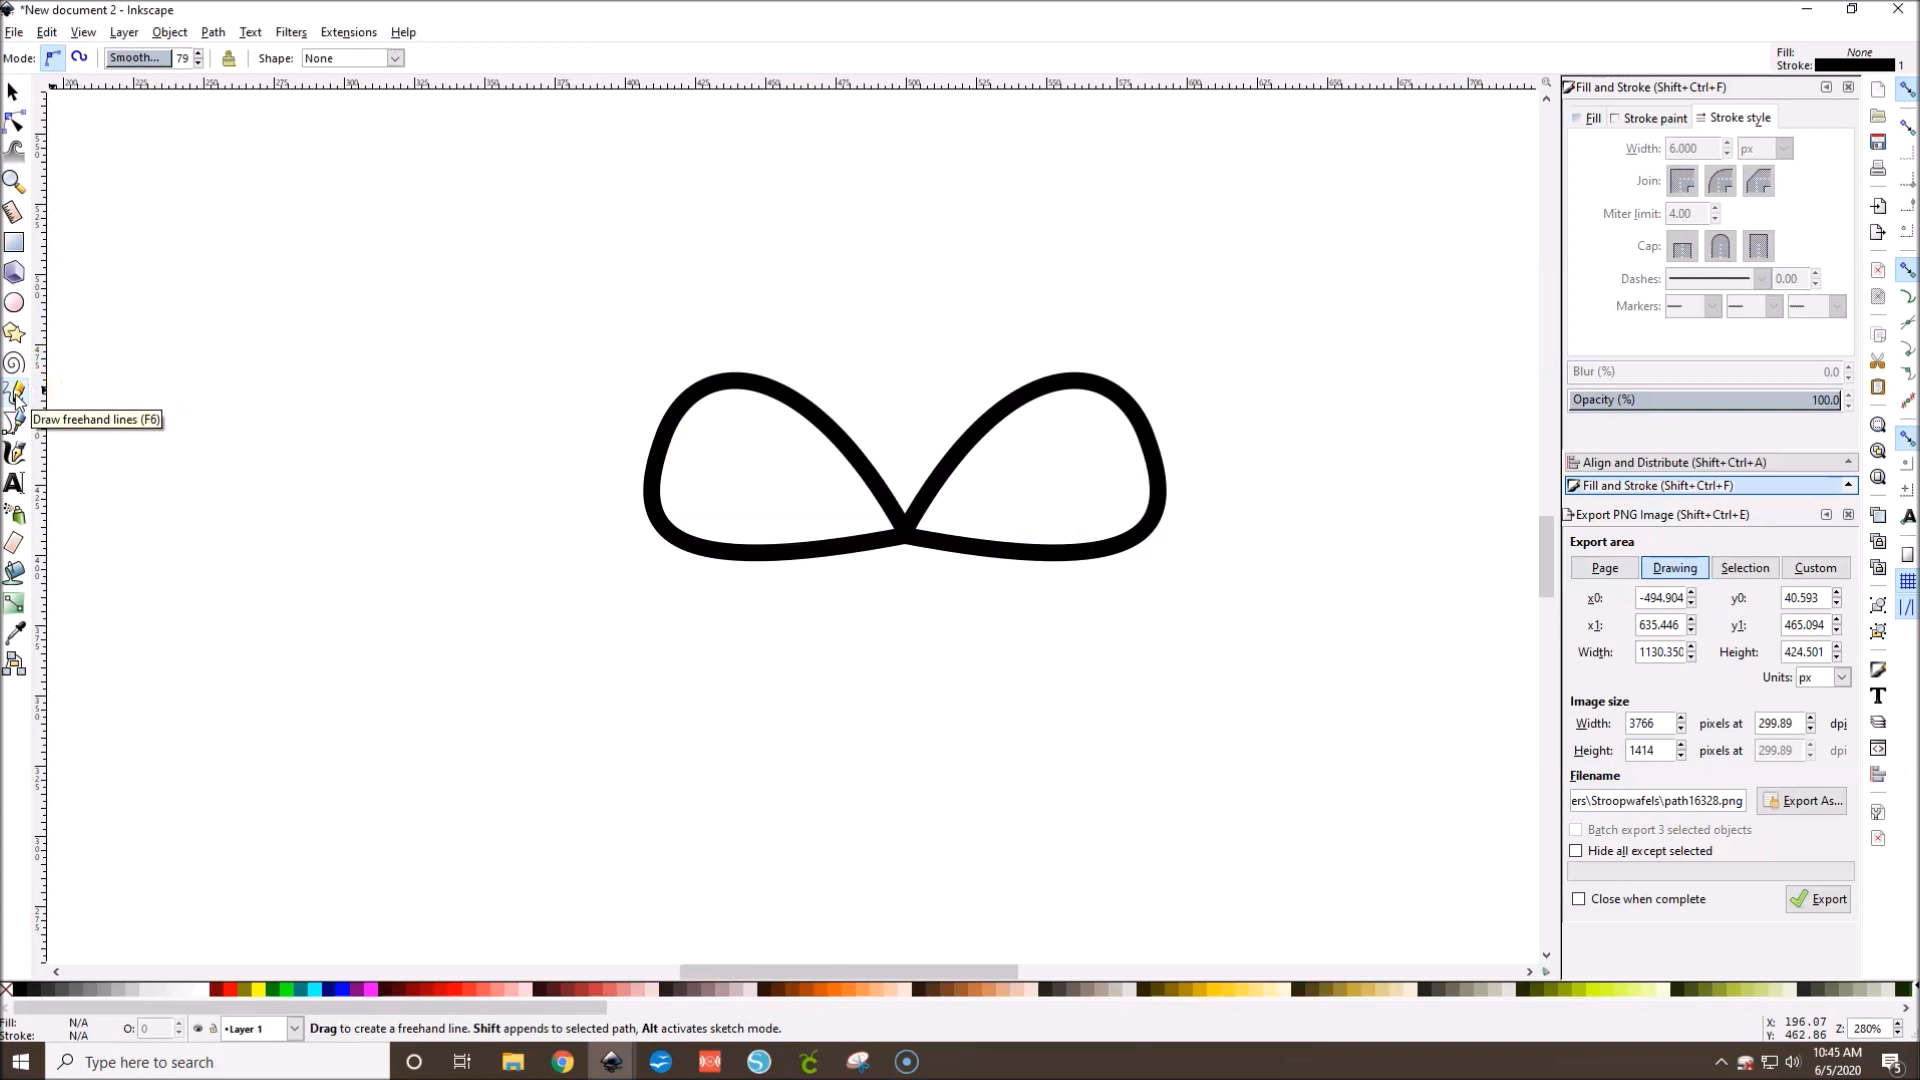 *New document 2 - Inkscape
File Edit View Layer Object Path Text Filters Extensions Help
Mode: Smooth... 79 Shape: None
Fill: None
Stroke: 1
Fill and Stroke (Shift+Ctrl+F)
Fill Stroke paint Stroke style
Width: 6.000 px
Join:
Miter limit: 4.00
Cap:
Dashes: 0.00
Markers:
Blur (%) 0.0
Opacity (%) 100.0
Draw freehand lines (F6)
Align and Distribute (Shift+Ctrl+A)
Fill and Stroke (Shift+Ctrl+F)
Export PNG Image (Shift+Ctrl+E)
Export area
Page Drawing Selection Custom
x0: -494.904 y0: 40.593
x1: 635.446 y1: 465.094
Width: 1130.350 Height: 424.501
Units: px
Image size
Width: 3766 pixels at 299.89 dpi
Height: 1414 pixels at 299.89 dpi
Filename
ers\Stroopwafels\path16328.png Export As...
Batch export 3 selected objects
Hide all except selected
Close when complete Export
Fill: N/A O: 0 Layer 1 Drag to create a freehand line. Shift appends to selected path, Alt activates sketch mode. X: 196.07 Z: 280%
Stroke: N/A Y: 462.86
Type here to search
10:45 AM
6/5/2020
5